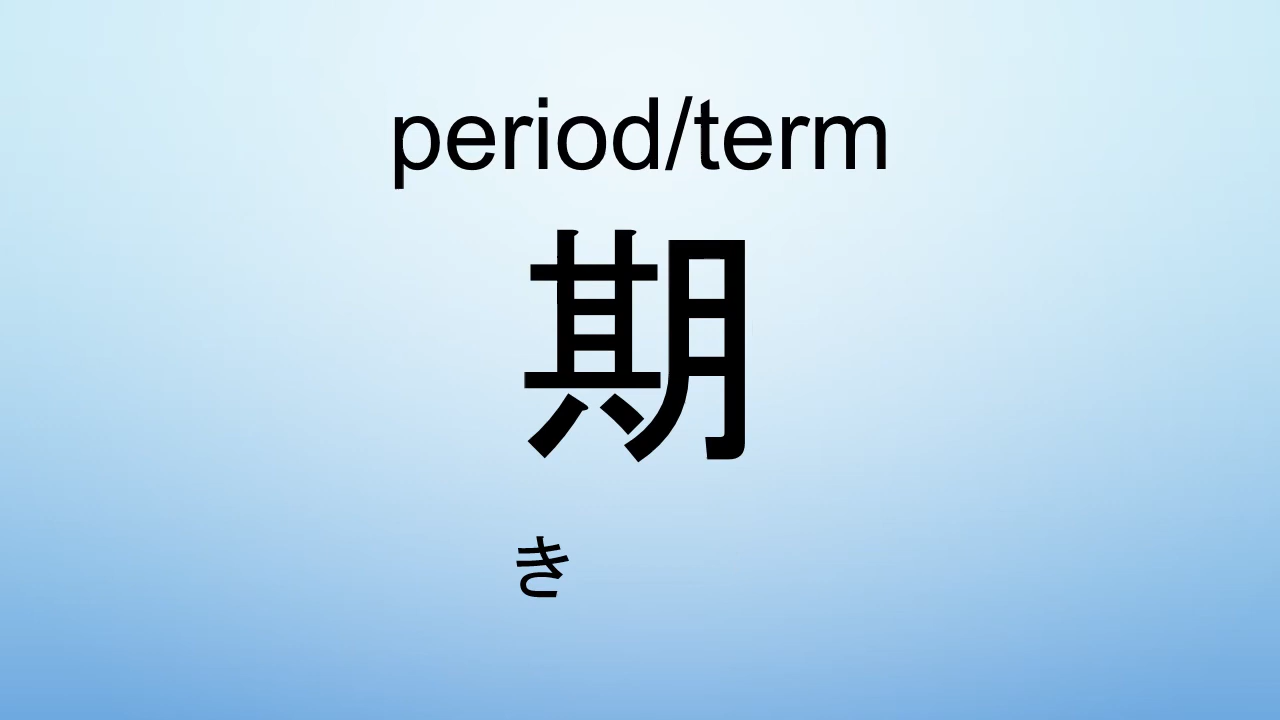 period/term
期
き